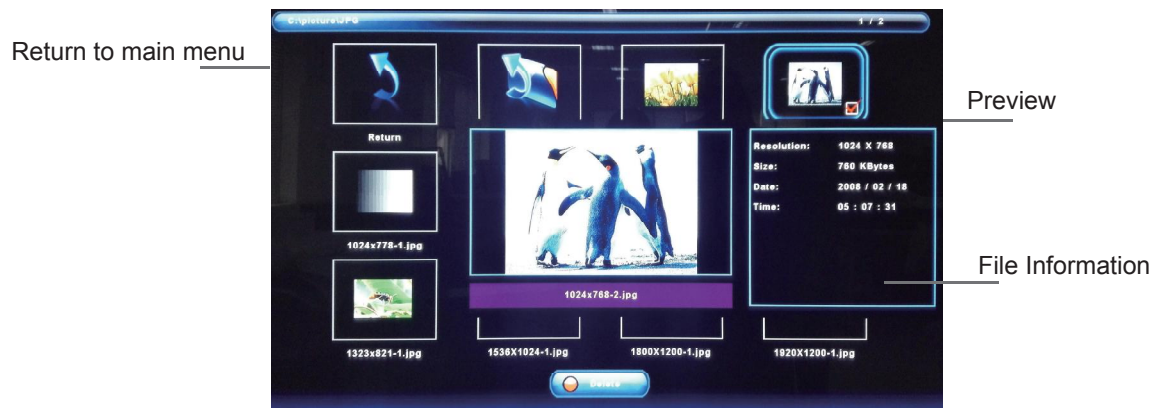 C:\picture\JPG
1 / 2
Return to main menu
Return
Preview
Resolution: 1024 X 768
Size: 760 KBytes
Date: 2008 / 02 / 18
Time: 05 : 07 : 31
1024x778-1.jpg
File Information
1024x768-2.jpg
1323x821-1.jpg
1536X1024-1.jpg
1800X1200-1.jpg
1920X1200-1.jpg
Delete